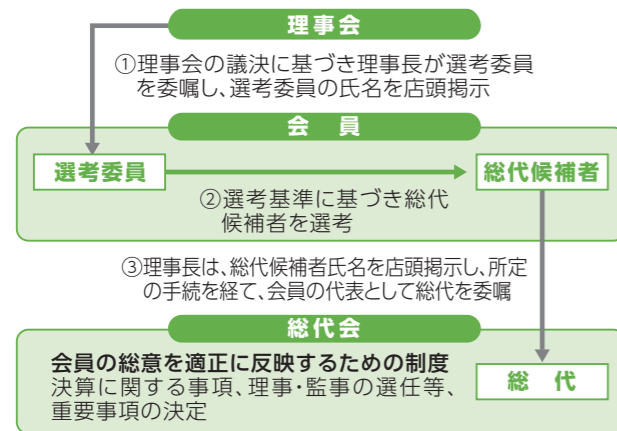 理事会
①理事会の議決に基づき理事長が選考委員
を委嘱し、選考委員の氏名を店頭掲示
会　員
選考委員
総代候補者
②選考基準に基づき総代
候補者を選考
③理事長は、総代候補者氏名を店頭掲示し、所定
の手続を経て、会員の代表として総代を委嘱
総代会
会員の総意を適正に反映するための制度
決算に関する事項、理事・監事の選任等、
重要事項の決定
総　代